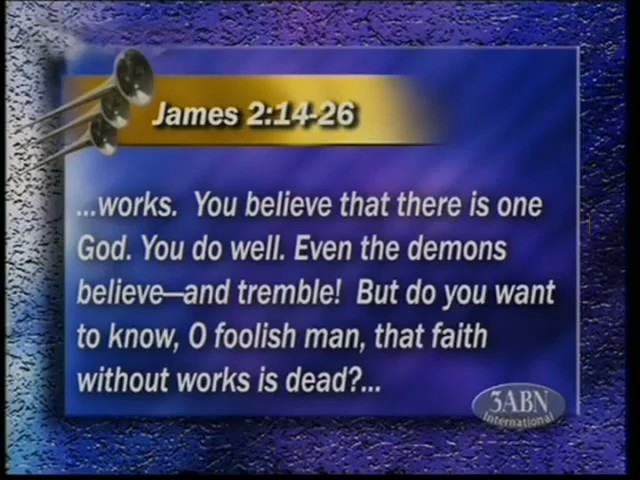 James 2:14-26
...works. You believe that there is one
God. You do well. Even the demons
believe—and tremble! But do you want
to know, O foolish man, that faith
without works is dead?...
3ABN
International